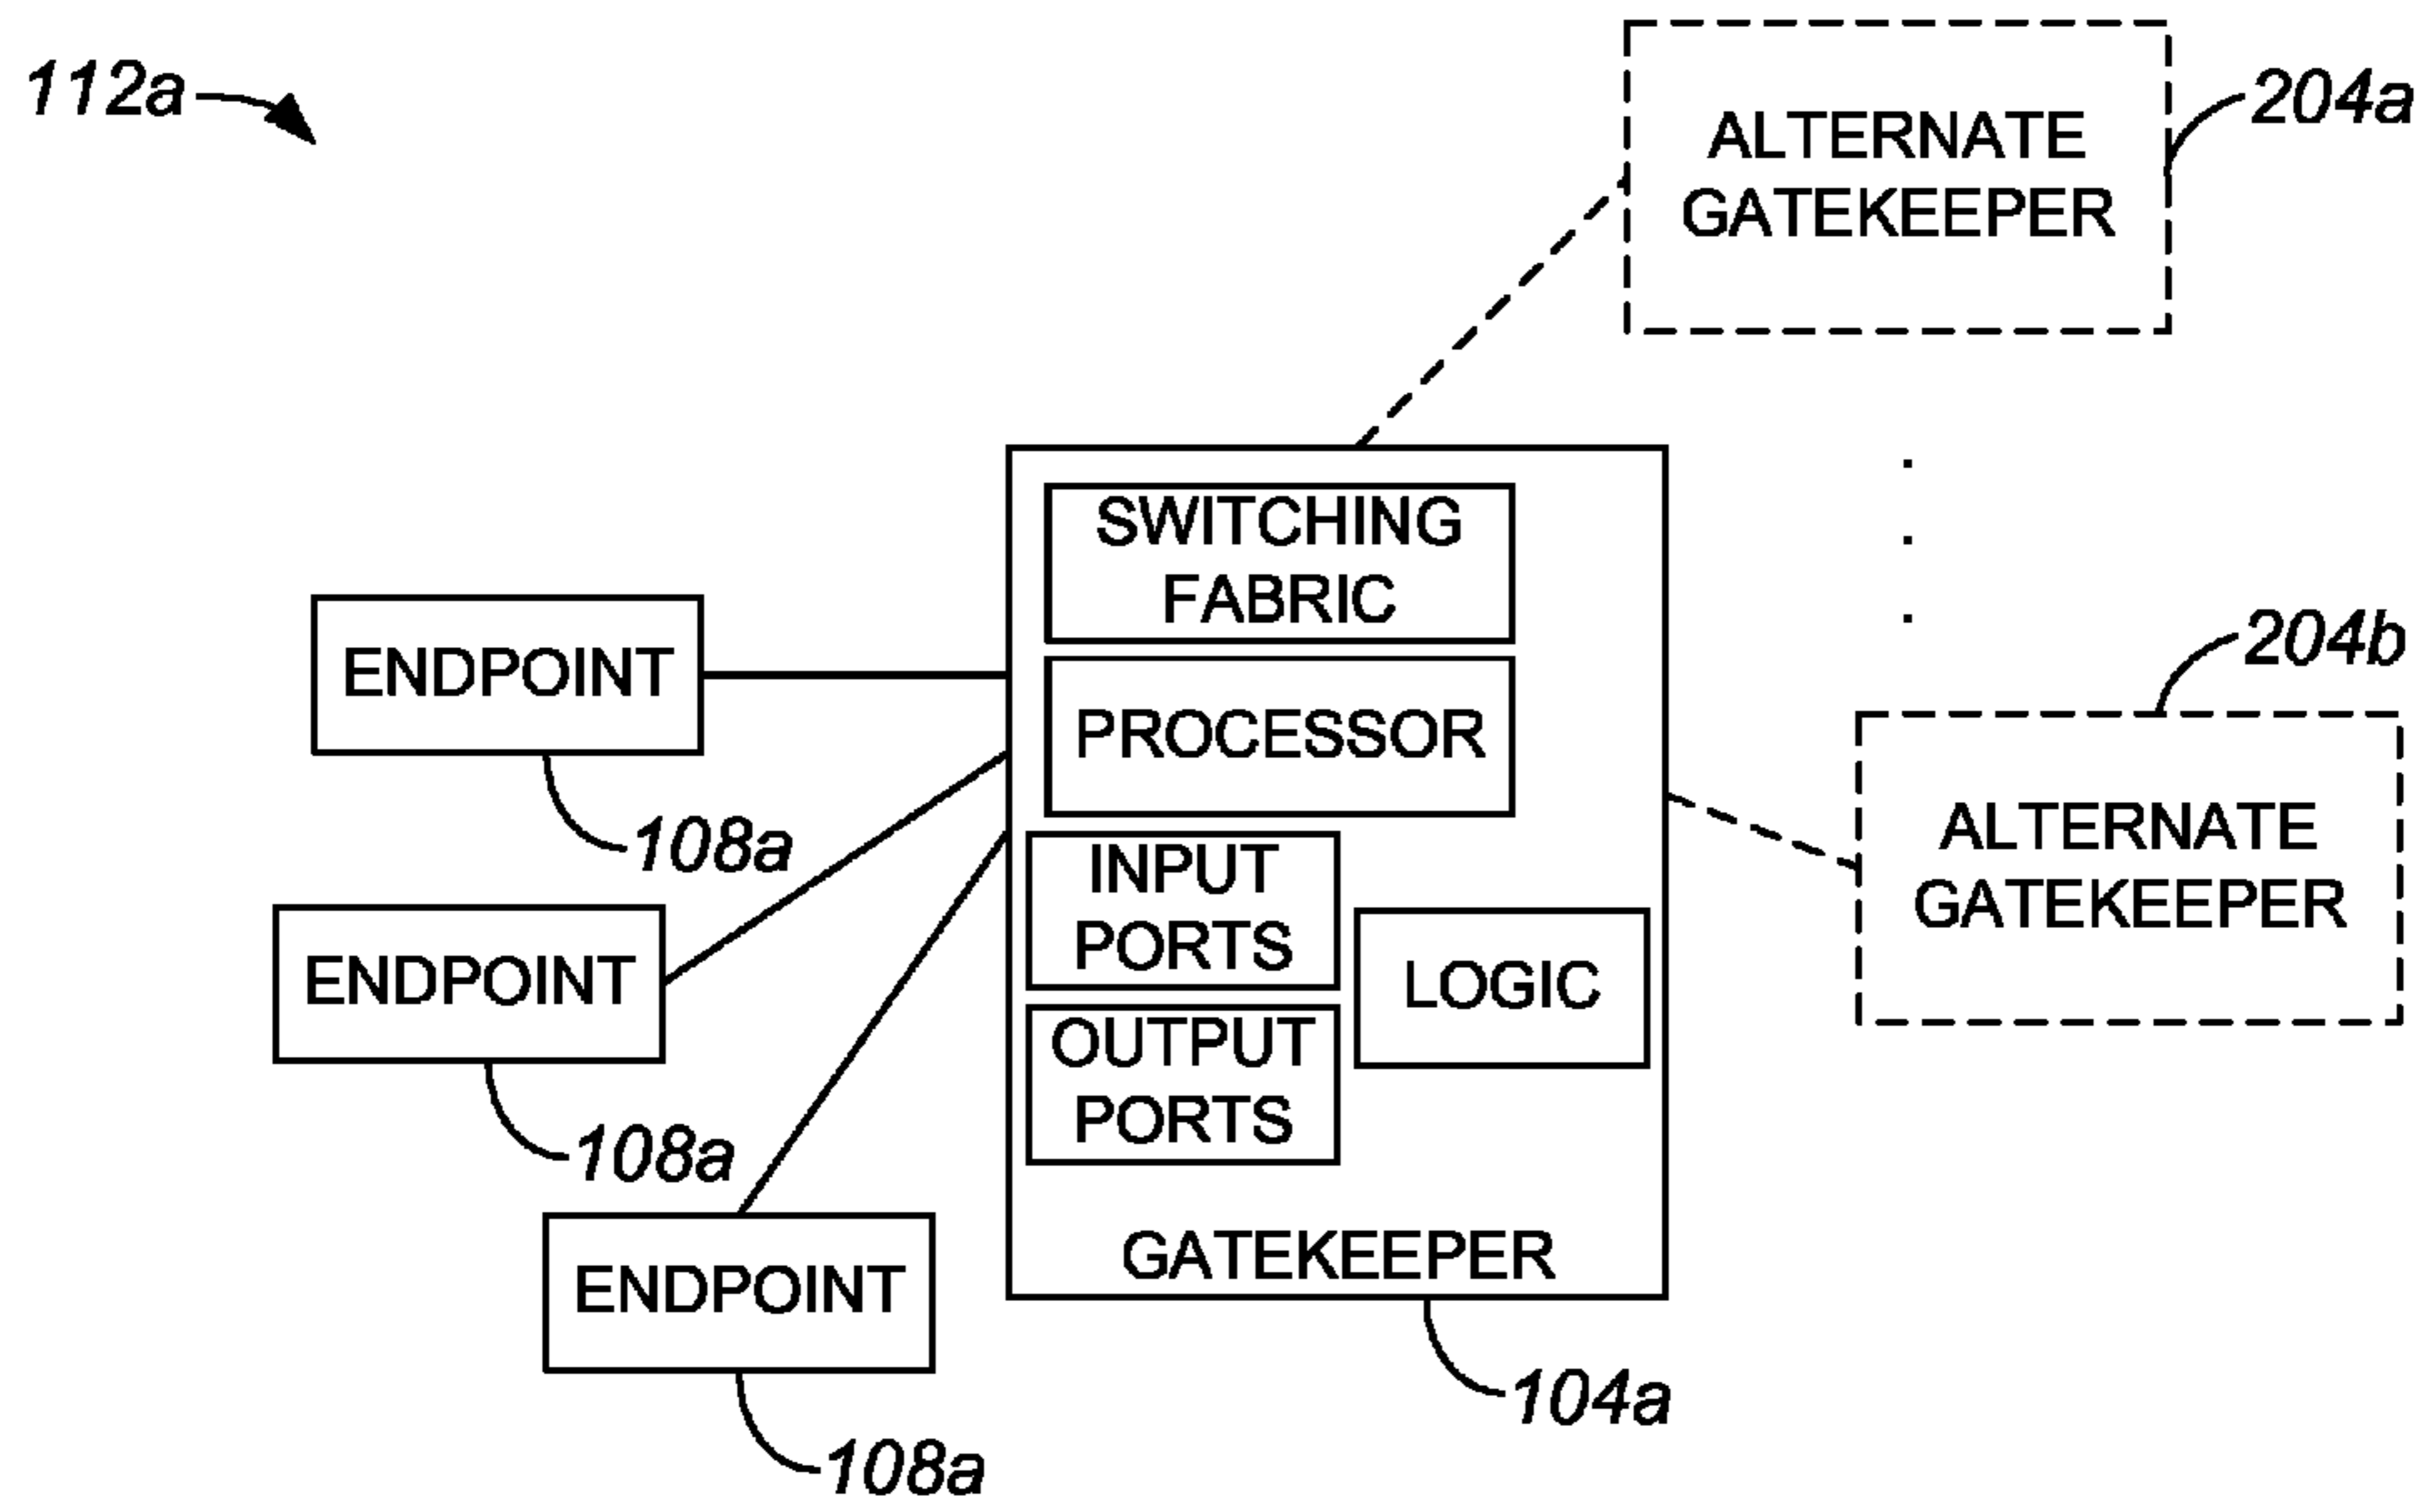 112a
ALTERNATE
GATEKEEPER
204a
SWITCHING
FABRIC
PROCESSOR
INPUT
PORTS
OUTPUT
PORTS
LOGIC
GATEKEEPER
104a
ENDPOINT
108a
ENDPOINT
108a
ENDPOINT
108a
204b
ALTERNATE
GATEKEEPER